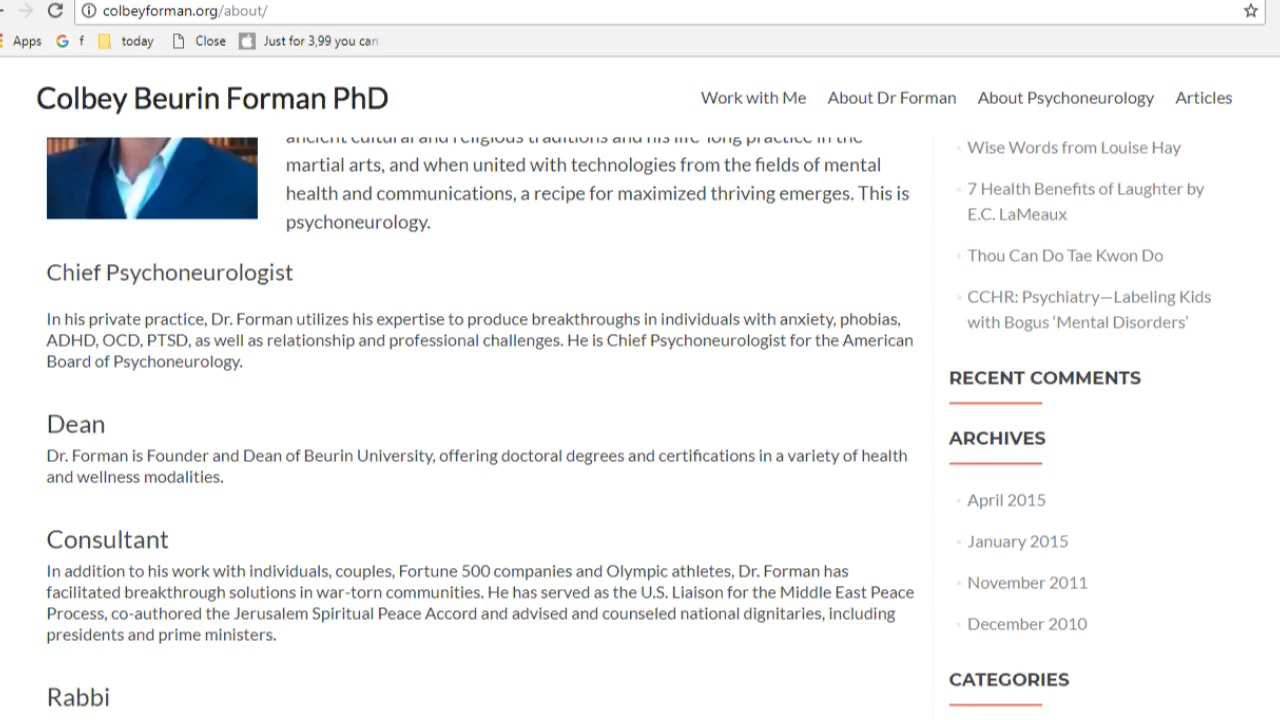 colbeyforman.org/about/
Apps
f
today
Close
Just for 3,99 you can
Colbey Beurin Forman PhD
Work with Me
About Dr Forman
About Psychoneurology
Articles
ancient cultural and religious traditions and his life-long practice in the
martial arts, and when united with technologies from the fields of mental
health and communications, a recipe for maximized thriving emerges. This is
psychoneurology.
Chief Psychoneurologist
In his private practice, Dr. Forman utilizes his expertise to produce breakthroughs in individuals with anxiety, phobias,
ADHD, OCD, PTSD, as well as relationship and professional challenges. He is Chief Psychoneurologist for the American
Board of Psychoneurology.
Dean
Dr. Forman is Founder and Dean of Beurin University, offering doctoral degrees and certifications in a variety of health
and wellness modalities.
Consultant
In addition to his work with individuals, couples, Fortune 500 companies and Olympic athletes, Dr. Forman has
facilitated breakthrough solutions in war-torn communities. He has served as the U.S. Liaison for the Middle East Peace
Process, co-authored the Jerusalem Spiritual Peace Accord and advised and counseled national dignitaries, including
presidents and prime ministers.
Rabbi
Wise Words from Louise Hay
7 Health Benefits of Laughter by
E.C. LaMeaux
Thou Can Do Tae Kwon Do
CCHR: Psychiatry—Labeling Kids
with Bogus ‘Mental Disorders’
RECENT COMMENTS
ARCHIVES
April 2015
January 2015
November 2011
December 2010
CATEGORIES